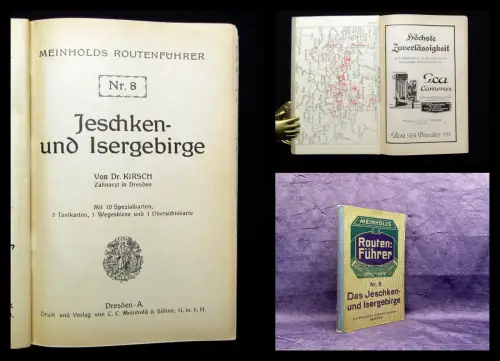 MEINHOLDS ROUTENFÜHRER
Nr. 8
Jeschken-
und Isergebirge
Von Dr. KIRSCH
Zahnarzt in Dresden
Mit 10 Spezialkarten,
3 Textkarten, 1 Wegeskizze und 1 Übersichtskarte
Dresden-A.
Druck und Verlag von C. C. Meinhold & Söhne, G. m. b. H.
Höchste
Zuverlässigkeit
Ica
Cameras
MEINHOLDS
Routen-
Führer
Nr. 8
Das Jeschken-
und Isergebirge